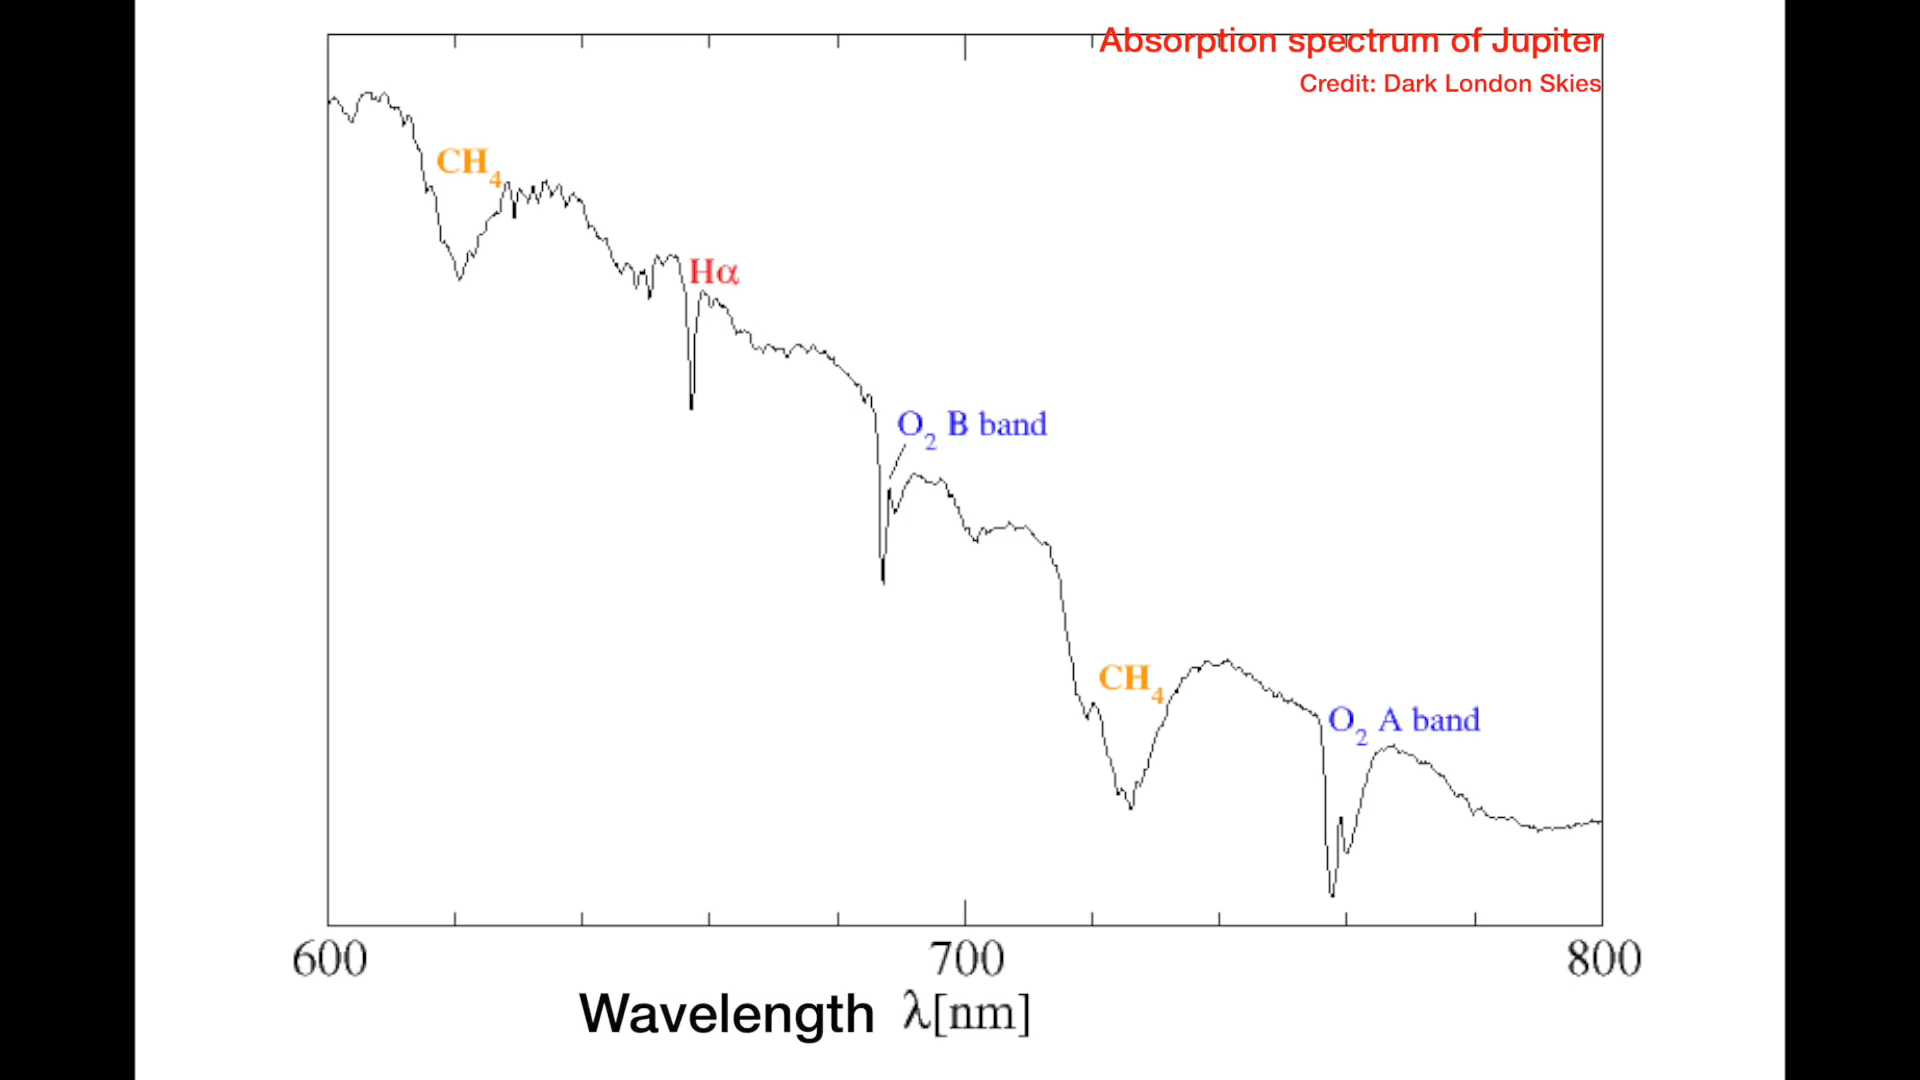 Absorption spectrum of Jupiter
Credit: Dark London Skies
CH₄
Hα
O₂ B band
CH₄
O₂ A band
600 700 800
Wavelength λ[nm]